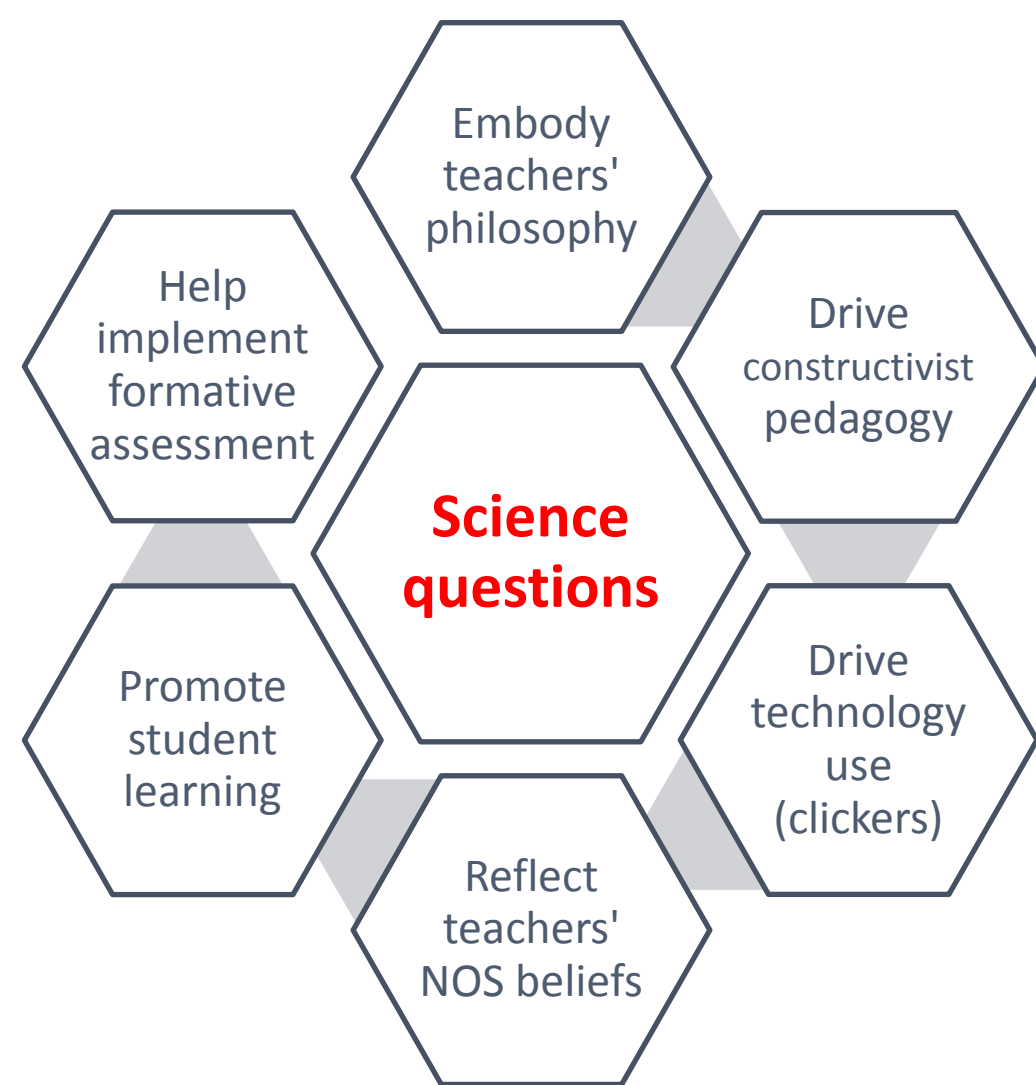 Embody
teachers'
philosophy
Drive
constructivist
pedagogy
Drive
technology
use
(clickers)
Reflect
teachers'
NOS beliefs
Promote
student
learning
Help
implement
formative
assessment
Science
questions